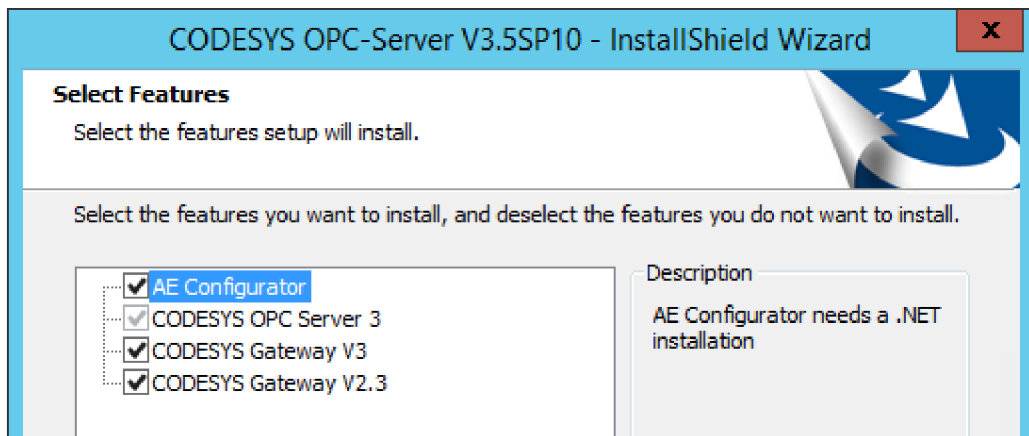 CODESYS OPC-Server V3.5SP10 - InstallShield Wizard
x
Select Features
Select the features setup will install.
Select the features you want to install, and deselect the features you do not want to install.
AE Configurator
CODESYS OPC Server 3
CODESYS Gateway V3
CODESYS Gateway V2.3
Description
AE Configurator needs a .NET
installation